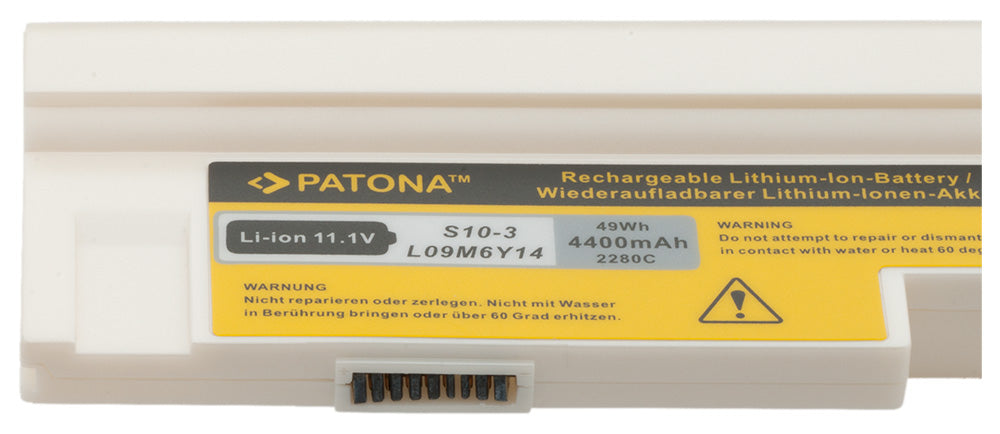 PATONA™
Rechargeable Lithium-Ion-Battery /
Wiederaufladbarer Lithium-Ionen-Akk
Li-ion 11.1V
S10-3
L09M6Y14
49Wh
4400mAh
2280C
WARNING
Do not attempt to repair or dismant
in contact with water or heat 60 deg
WARNUNG
Nicht reparieren oder zerlegen. Nicht mit Wasser
in Berührung bringen oder über 60 Grad erhitzen.